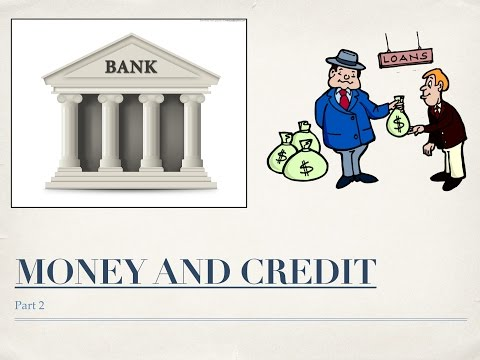 BANK
LOANS
$
$
$
$
MONEY AND CREDIT
Part 2